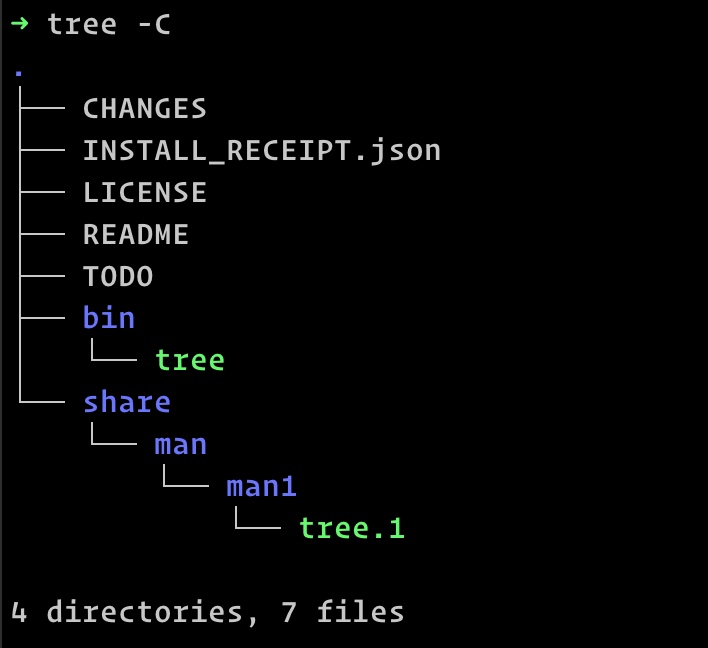 ➜ tree -C
.
├── CHANGES
├── INSTALL_RECEIPT.json
├── LICENSE
├── README
├── TODO
├── bin
│   └── tree
└── share
    └── man
        └── man1
            └── tree.1
4 directories, 7 files